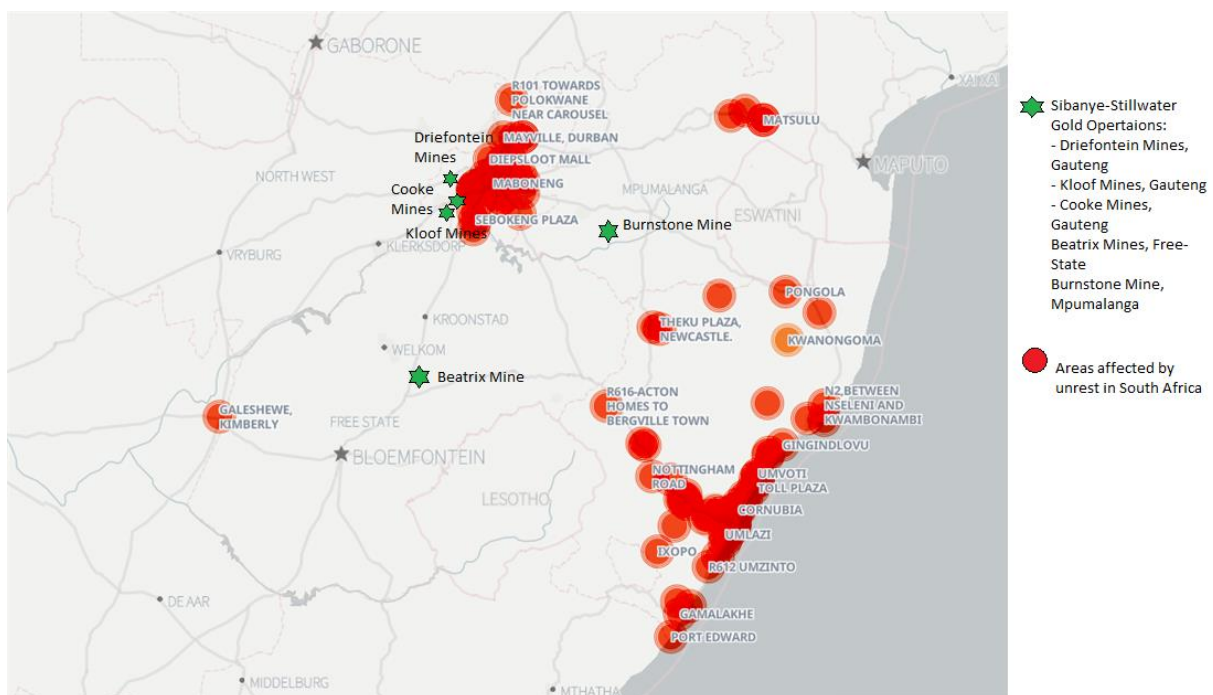 GABORONE
XAI-XAI
R101 TOWARDS
POLOKWANE
NEAR CAROUSEL
MATSULU
Driefontein
Mines
MAYVILLE, DURBAN
DIEPSLOOT MALL
MAPUTO
NORTH WEST
Cooke
Mines
MABONENG
MPUMALANGA
ESWATINI
SEBOKENG PLAZA
Kloof Mines
Burnstone Mine
KLERKSDORP
VRYBURG
PONGOLA
KROONSTAD
THEKU PLAZA,
NEWCASTLE.
KWANONGOMA
WELKOM
Beatrix Mine
R616-ACTON
HOMES TO
BERGVILLE TOWN
N2 BETWEEN
NSELENI AND
KWAMBONAMBI
GALESHEWE,
KIMBERLY
FREE STATE
GINGINDLOVU
BLOEMFONTEIN
NOTTINGHAM
ROAD
UMVOTI
TOLL PLAZA
LESOTHO
CORNUBIA
UMLAZI
IXOPO
R612 UMZINTO
DE AAR
GAMALAKHE
PORT EDWARD
MIDDELBURG
MTHATHA
Sibanye-Stillwater
Gold Opertaions:
- Driefontein Mines,
Gauteng
- Kloof Mines, Gauteng
- Cooke Mines,
Gauteng
Beatrix Mines, Free-
State
Burnstone Mine,
Mpumalanga
Areas affected by
unrest in South Africa